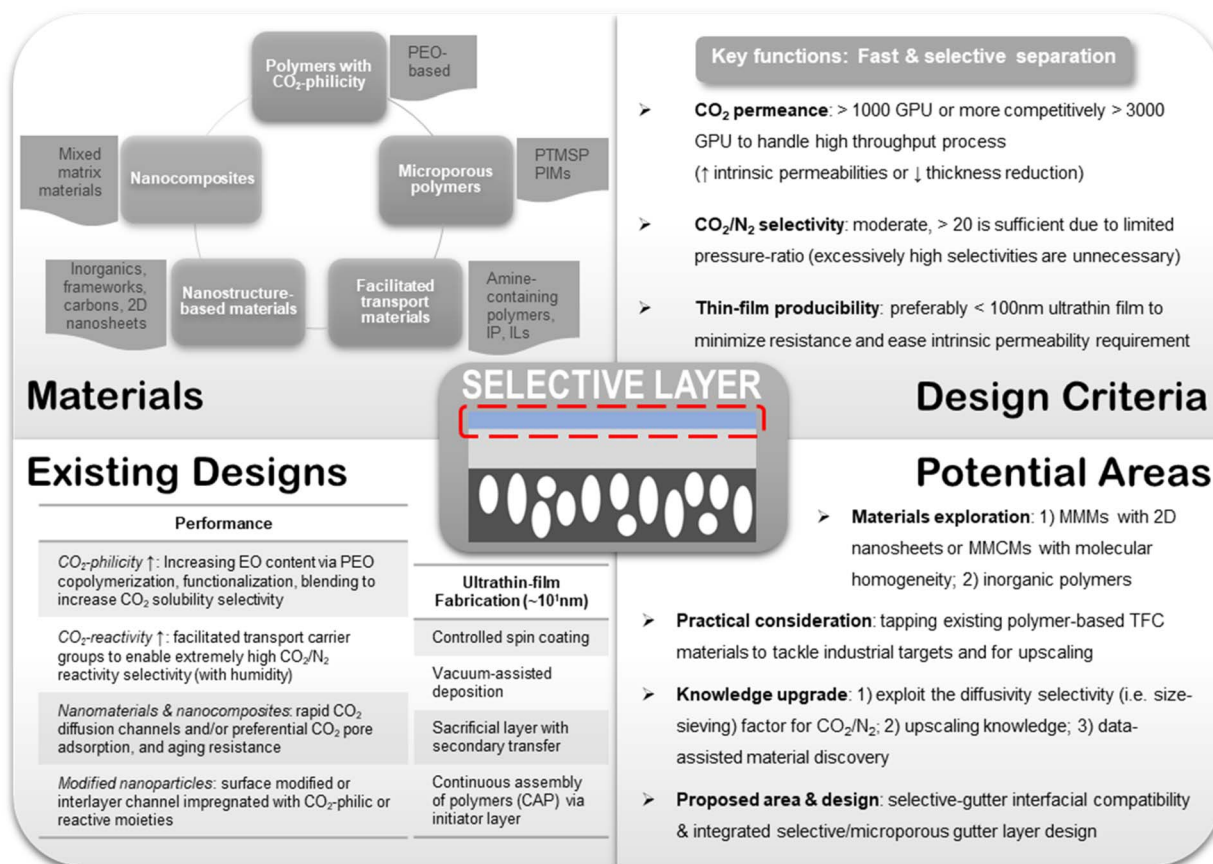 Polymers with
CO₂-philicity
PEO-
based
Mixed
matrix
materials
Nanocomposites
Microporous
polymers
PTMSP
PIMs
Inorganics,
frameworks,
carbons, 2D
nanosheets
Nanostructure-
based materials
Facilitated
transport
materials
Amine-
containing
polymers,
IP, ILs
Materials
Key functions: Fast & selective separation
➤ CO₂ permeance: > 1000 GPU or more competitively > 3000
GPU to handle high throughput process
(↑ intrinsic permeabilities or ↓ thickness reduction)
➤ CO₂/N₂ selectivity: moderate, > 20 is sufficient due to limited
pressure-ratio (excessively high selectivities are unnecessary)
➤ Thin-film producibility: preferably < 100nm ultrathin film to
minimize resistance and ease intrinsic permeability requirement
Design Criteria
SELECTIVE LAYER
Existing Designs
Performance
CO₂-philicity ↑: Increasing EO content via PEO
copolymerization, functionalization, blending to
increase CO₂ solubility selectivity
CO₂-reactivity ↑: facilitated transport carrier
groups to enable extremely high CO₂/N₂
reactivity selectivity (with humidity)
Nanomaterials & nanocomposites: rapid CO₂
diffusion channels and/or preferential CO₂ pore
adsorption, and aging resistance
Modified nanoparticles: surface modified or
interlayer channel impregnated with CO₂-philic or
reactive moieties
Ultrathin-film
Fabrication (~10¹nm)
Controlled spin coating
Vacuum-assisted
deposition
Sacrificial layer with
secondary transfer
Continuous assembly
of polymers (CAP) via
initiator layer
Potential Areas
➤ Materials exploration: 1) MMMs with 2D
nanosheets or MMCMs with molecular
homogeneity; 2) inorganic polymers
➤ Practical consideration: tapping existing polymer-based TFC
materials to tackle industrial targets and for upscaling
➤ Knowledge upgrade: 1) exploit the diffusivity selectivity (i.e. size-
sieving) factor for CO₂/N₂; 2) upscaling knowledge; 3) data-
assisted material discovery
➤ Proposed area & design: selective-gutter interfacial compatibility
& integrated selective/microporous gutter layer design